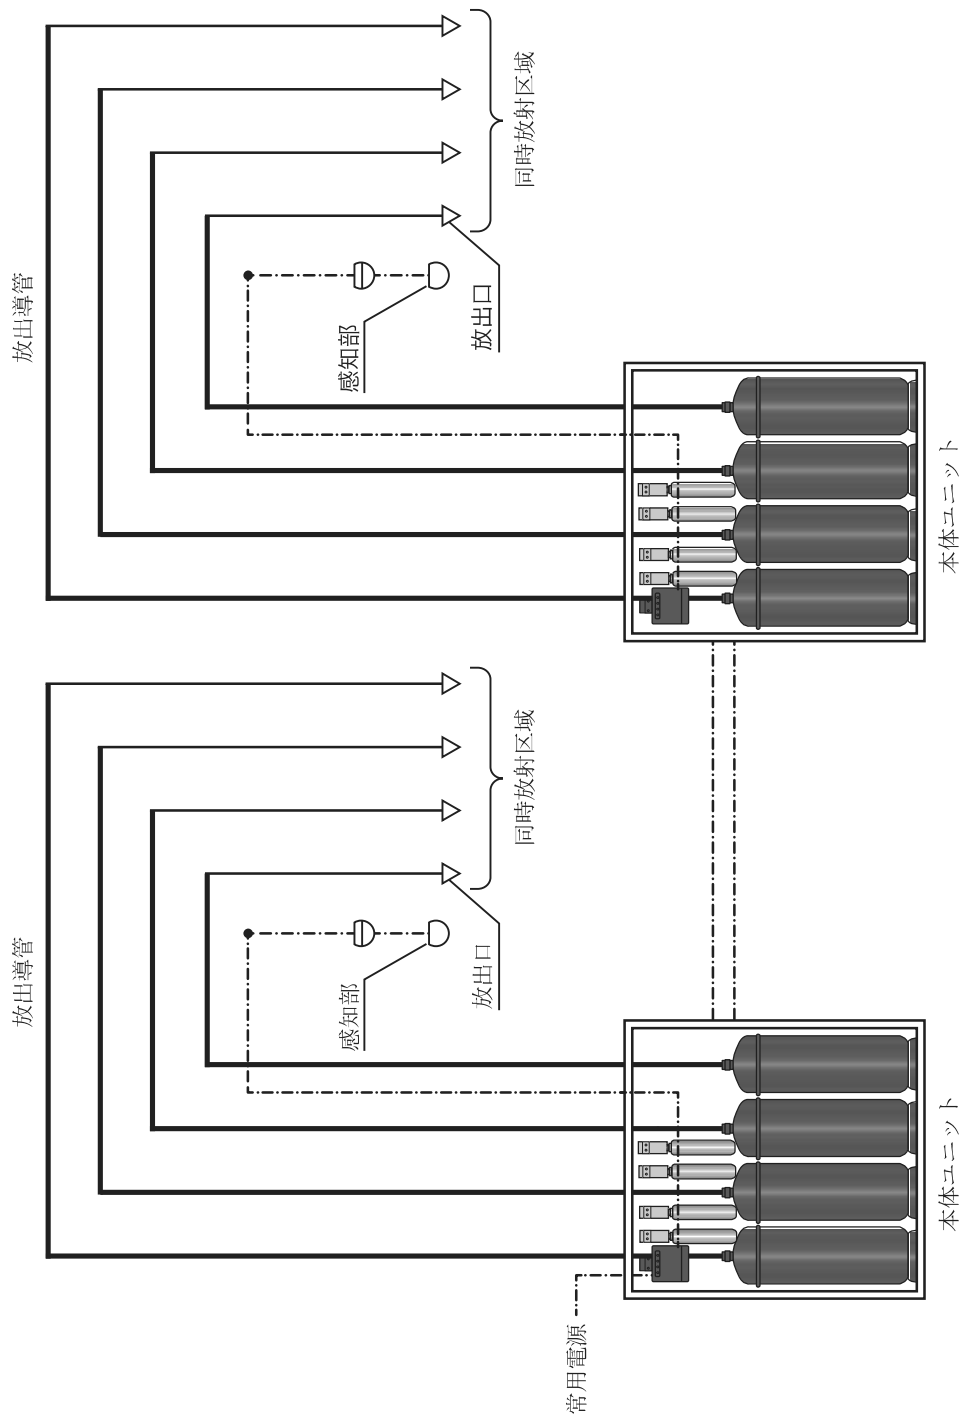 放出導管
同時放射区域
放出口
感知部
本体ユニット
放出導管
同時放射区域
放出口
感知部
本体ユニット
常用電源